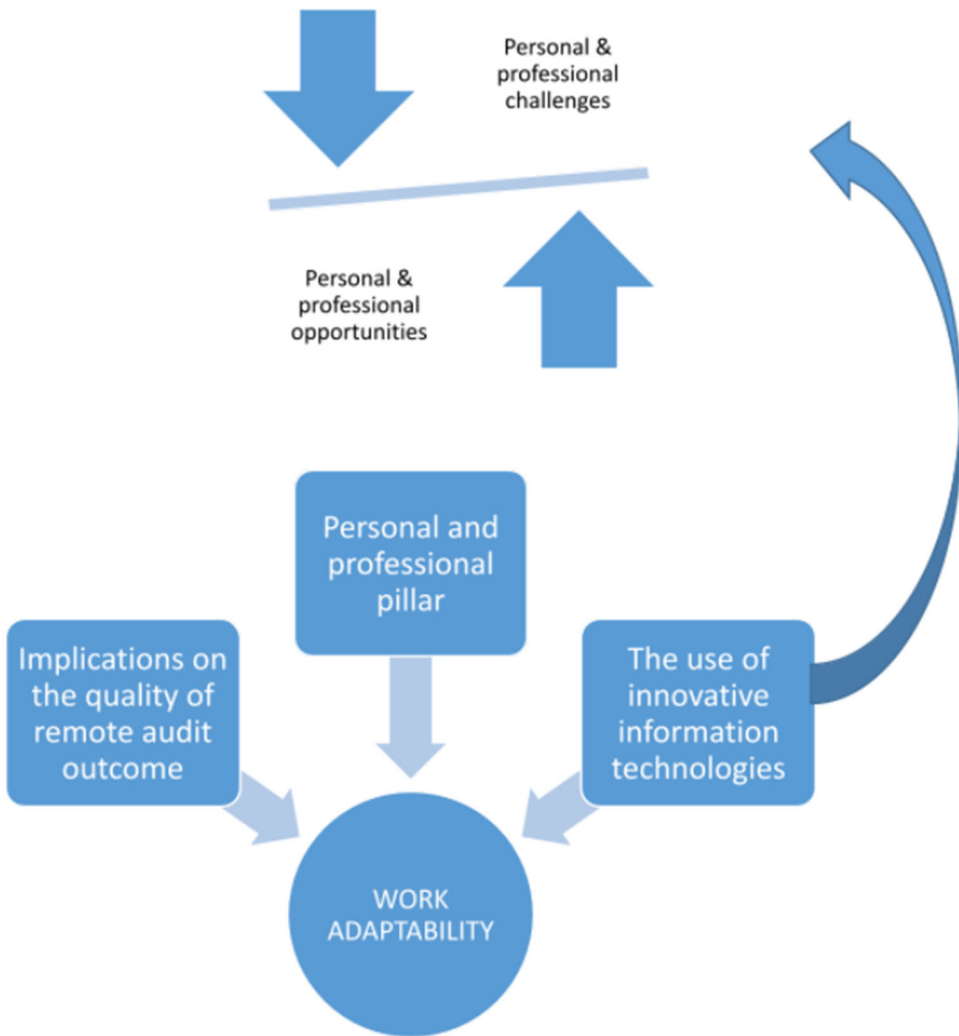 Personal &
professional
challenges
Personal &
professional
opportunities
Personal and
professional
pillar
Implications on
the quality of
remote audit
outcome
The use of
innovative
information
technologies
WORK
ADAPTABILITY